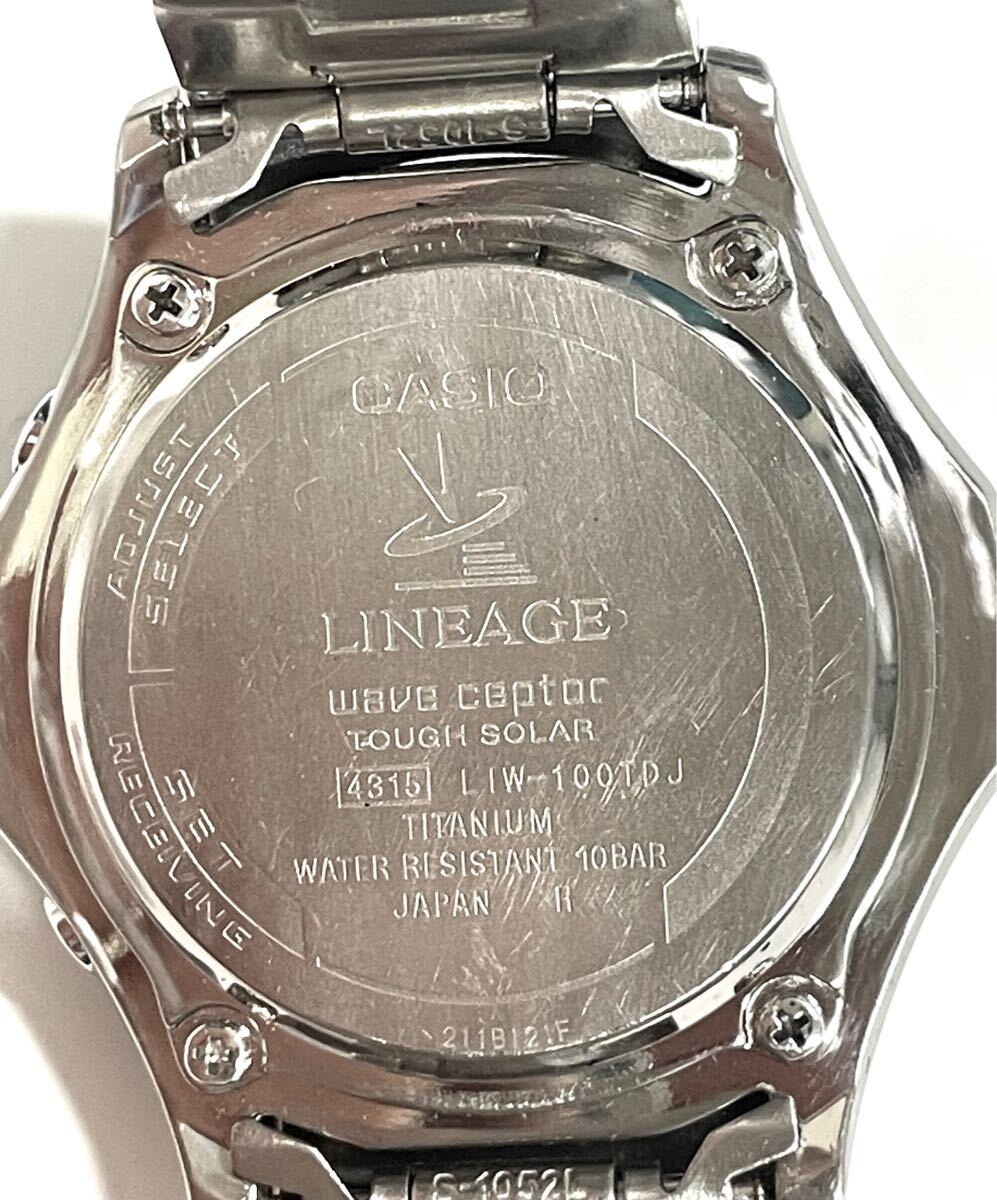 S-1052L
CASIO
ADJUST
SELECT
LINEAGE
wave ceptor
TOUGH SOLAR
4315 LIW-100TDJ
TITANIUM
WATER RESISTANT 10BAR
JAPAN R
SET
RECEIVING
211B121F
S-1052L